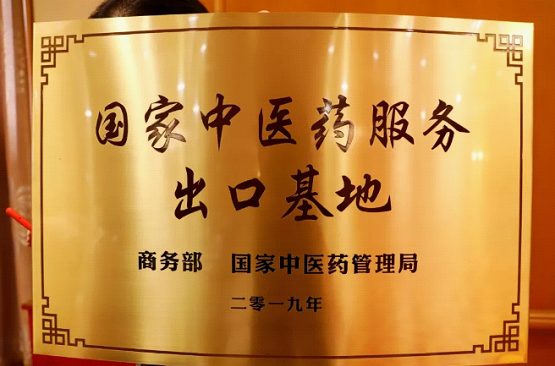 国家中医药服务
出口基地
商务部 国家中医药管理局
二零一九年